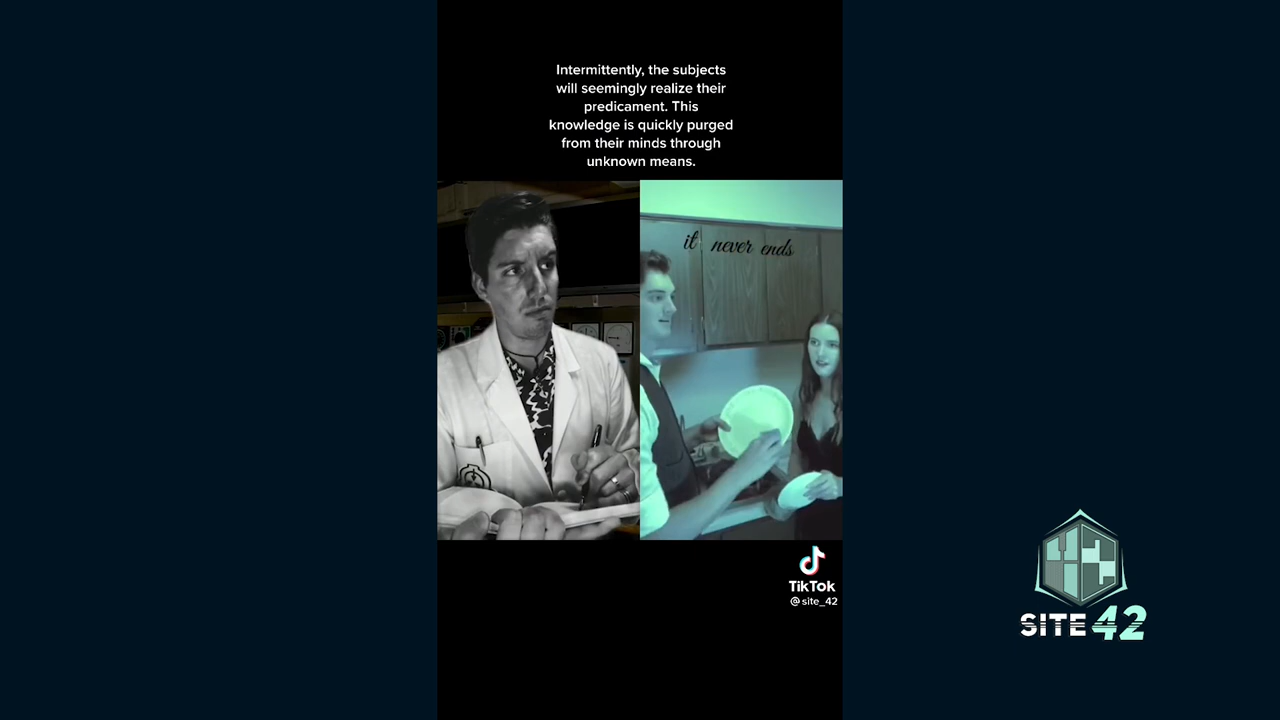 Intermittently, the subjects
will seemingly realize their
predicament. This
knowledge is quickly purged
from their minds through
unknown means.
it never ends
TikTok
@site_42
SITE 42